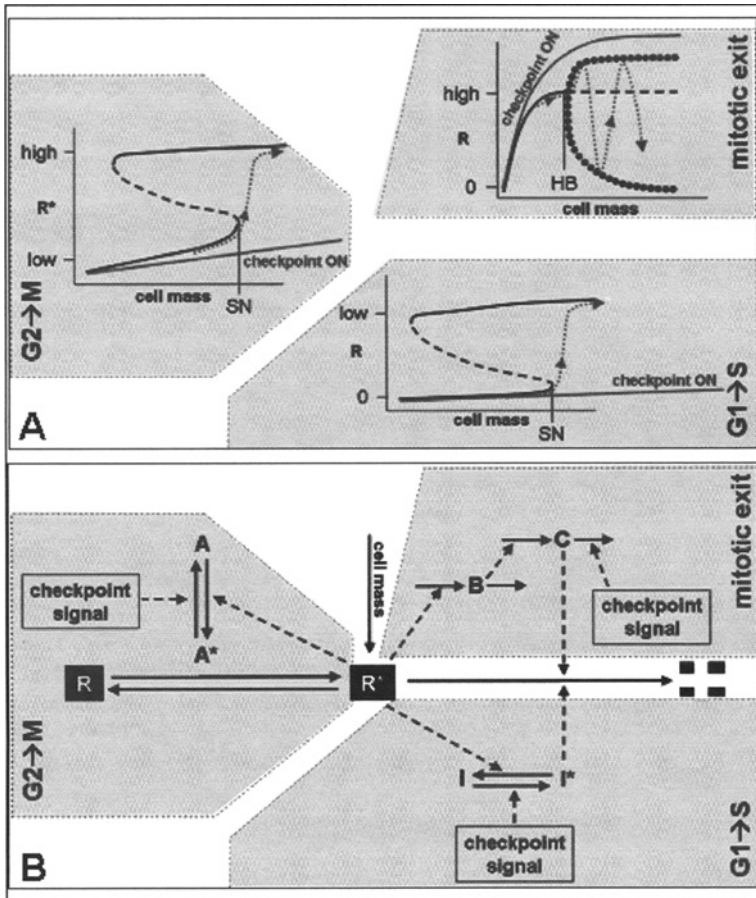 mitotic exit
checkpoint ON
high
R
0
HB
cell mass
high
R*
low
checkpoint ON
cell mass
SN
G2→M
low
R
0
checkpoint ON
cell mass
SN
G1→S
A
mitotic exit
A
C
B
checkpoint
signal
cell mass
checkpoint
signal
A*
R
R*
G2→M
I
I*
checkpoint
signal
G1→S
B